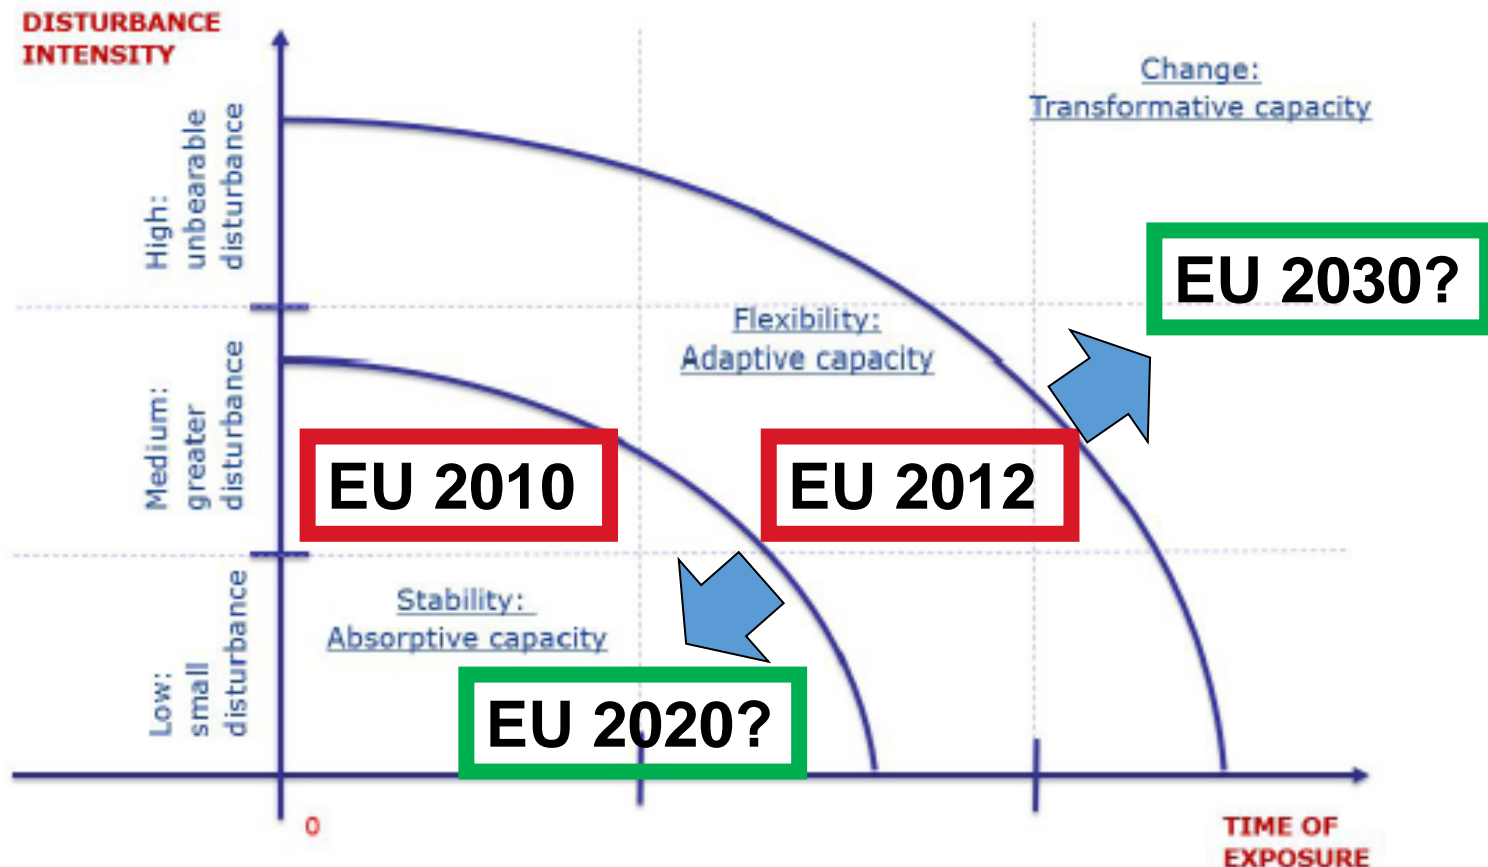 DISTURBANCE
INTENSITY
Change:
Transformative capacity
High:
unbearable
disturbance
EU 2030?
Flexibility:
Adaptive capacity
Medium:
greater
disturbance
EU 2010
EU 2012
Stability:
Absorptive capacity
Low:
small
disturbance
EU 2020?
0
TIME OF
EXPOSURE